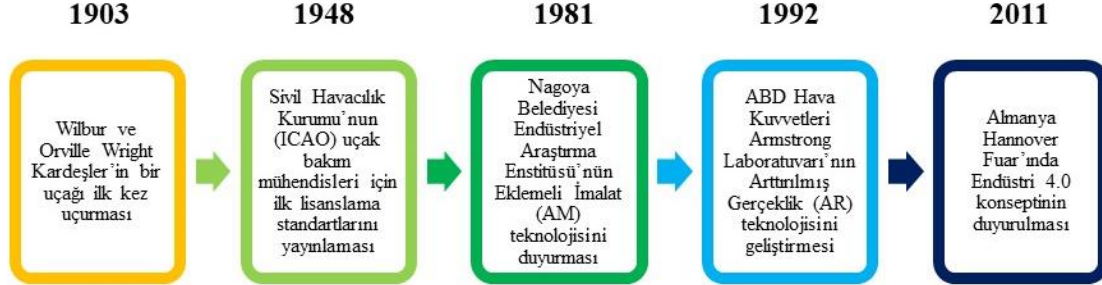 1903
1948
1981
1992
2011
Wilbur ve
Orville Wright
Kardeşler’in bir
uçağı ilk kez
uçurması
Sivil Havacılık
Kurumu’nun
(ICAO) uçak
bakım
mühendisleri için
ilk lisanslama
standartlarını
yayınlaması
Nagoya
Belediyesi
Endüstriyel
Araştırma
Enstitüsü’nün
Eklemeli İmalat
(AM)
teknolojisini
duyurması
ABD Hava
Kuvvetleri
Armstrong
Laboratuvarı’nın
Arttırılmış
Gerçeklik (AR)
teknolojisini
geliştirmesi
Almanya
Hannover
Fuar’ında
Endüstri 4.0
konseptinin
duyurulması